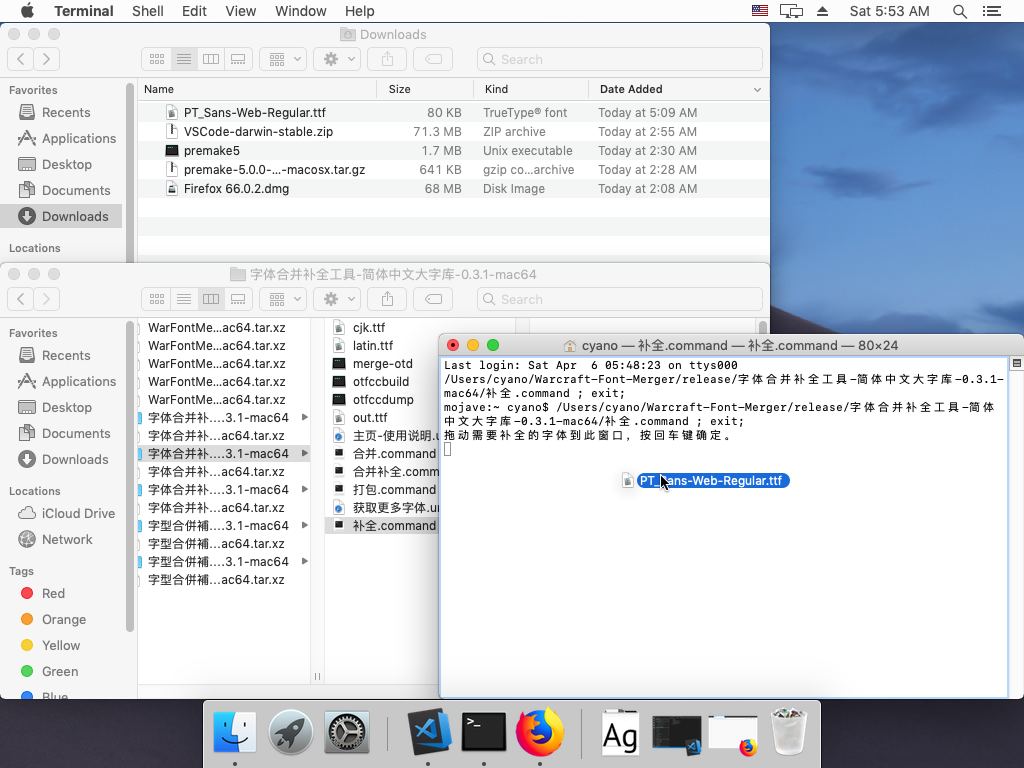 Terminal Shell Edit View Window Help Sat 5:53 AM
Downloads
Search
Favorites
Recents
Applications
Desktop
Documents
Downloads
Locations
Name Size Kind Date Added
PT_Sans-Web-Regular.ttf 80 KB TrueType® font Today at 5:09 AM
VSCode-darwin-stable.zip 71.3 MB ZIP archive Today at 2:55 AM
premake5 1.7 MB Unix executable Today at 2:30 AM
premake-5.0.0-...-macosx.tar.gz 641 KB gzip co...archive Today at 2:28 AM
Firefox 66.0.2.dmg 68 MB Disk Image Today at 2:08 AM
字体合并补全工具-简体中文大字库-0.3.1-mac64
Search
Favorites
Recents
Applications
Desktop
Documents
Downloads
Locations
iCloud Drive
Network
Tags
Red
Orange
Yellow
Green
Blue
WarFontMe...ac64.tar.xz
WarFontMe...ac64.tar.xz
WarFontMe...ac64.tar.xz
WarFontMe...ac64.tar.xz
WarFontMe...ac64.tar.xz
字体合并补....3.1-mac64
字体合并补...ac64.tar.xz
字体合并补....3.1-mac64
字体合并补...ac64.tar.xz
字体合并补....3.1-mac64
字体合并补...ac64.tar.xz
字型合併補....3.1-mac64
字型合併補...ac64.tar.xz
字型合併補....3.1-mac64
字型合併補...ac64.tar.xz
cjk.ttf
latin.ttf
merge-otd
otfccbuild
otfccdump
out.ttf
主页-使用说明.u
合并.command
合并补全.comm
打包.command
获取更多字体.ur
补全.command
cyano — 补全.command — 补全.command — 80×24
Last login: Sat Apr  6 05:48:23 on ttys000
/Users/cyano/Warcraft-Font-Merger/release/字体合并补全工具-简体中文大字库-0.3.1-
mac64/补全.command ; exit;
mojave:~ cyano$ /Users/cyano/Warcraft-Font-Merger/release/字体合并补全工具-简体
中文大字库-0.3.1-mac64/补全.command ; exit;
拖动需要补全的字体到此窗口，按回车键确定。
PT_Sans-Web-Regular.ttf
>_
Ag